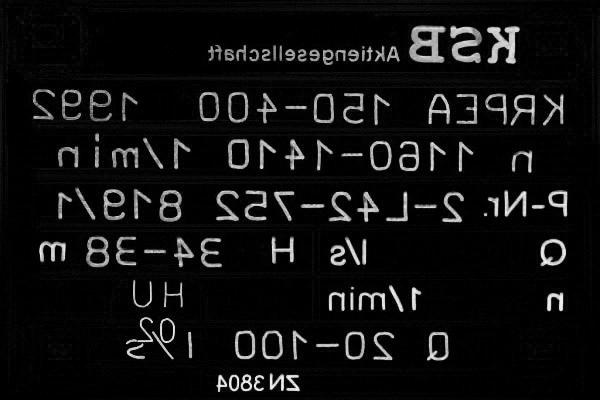 KSB Aktiengesellschaft
KRPEA 150-400 1992
n 1160-1410 1/min
P-Nr. 2-L42-752 819/1
Q l/s H 34-38 m
n 1/min HU
Q 20-100 l 92/s
ZN 3804